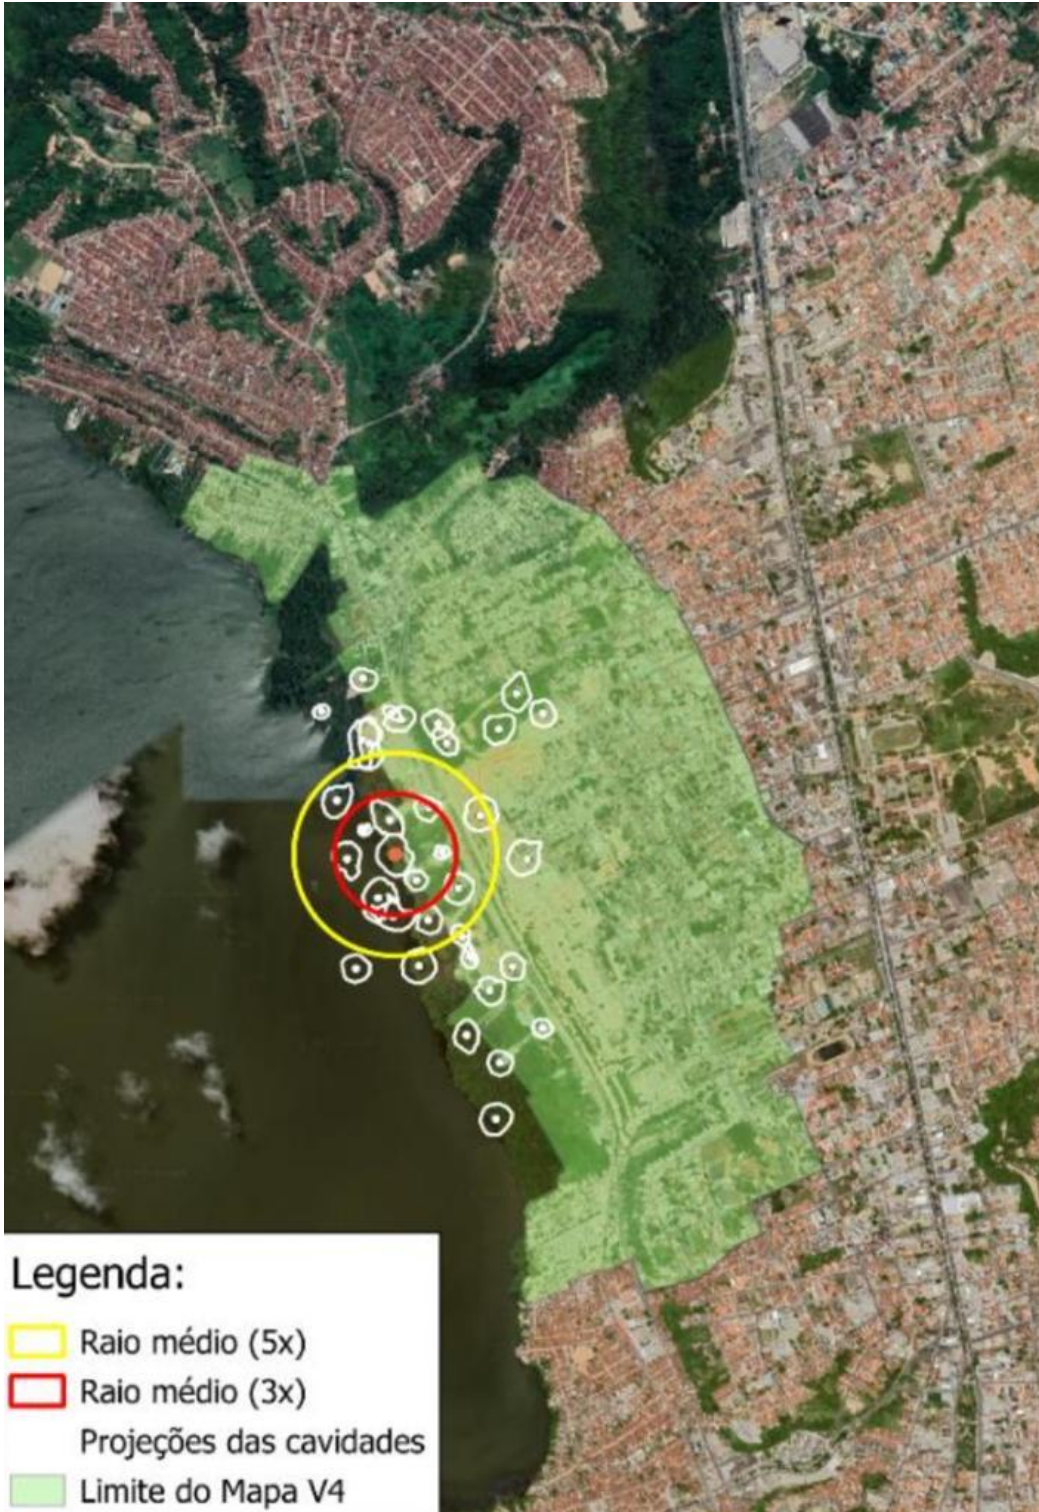 Legenda:
Raio médio (5x)
Raio médio (3x)
Projeções das cavidades
Limite do Mapa V4